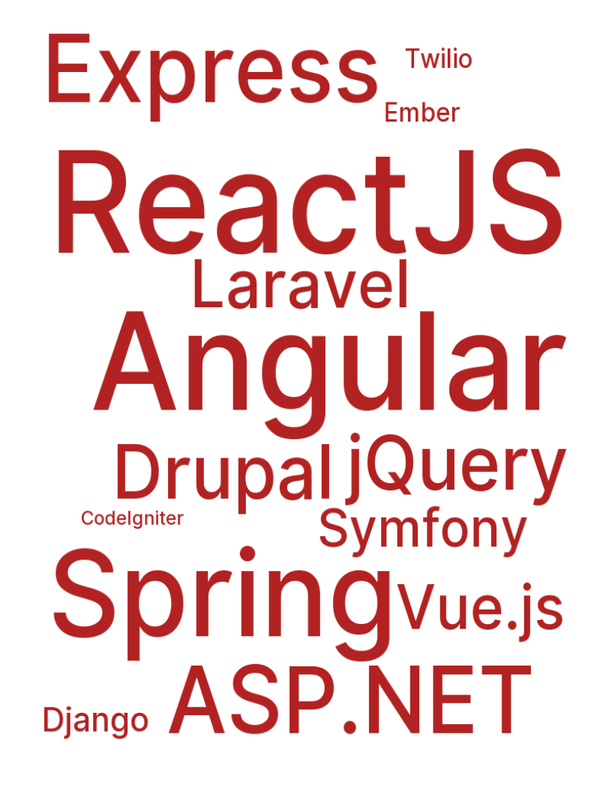 Express
Twilio
Ember
ReactJS
Laravel
Angular
Drupal
jQuery
CodeIgniter
Symfony
Spring
Vue.js
ASP.NET
Django